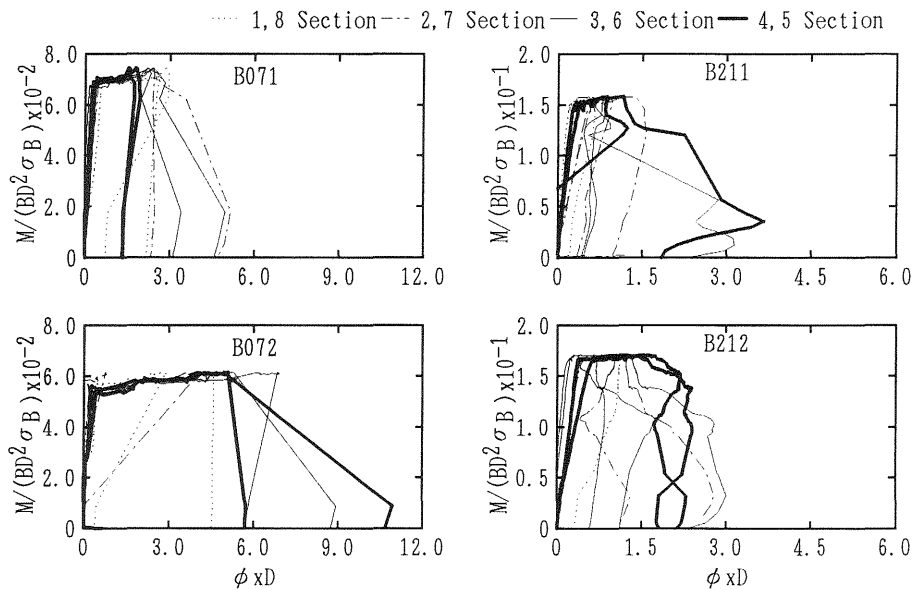 1,8 Section 2,7 Section 3,6 Section 4,5 Section
8.0
6.0
4.0
2.0
0
M/(BD² σ B)x10⁻²
B071
0 3.0 6.0 9.0 12.0
2.0
1.5
1.0
0.5
0
M/(BD² σ B)x10⁻¹
B211
0 1.5 3.0 4.5 6.0
8.0
6.0
4.0
2.0
0
M/(BD² σ B)x10⁻²
B072
0 3.0 6.0 9.0 12.0
φ xD
2.0
1.5
1.0
0.5
0
M/(BD² σ B)x10⁻¹
B212
0 1.5 3.0 4.5 6.0
φ xD